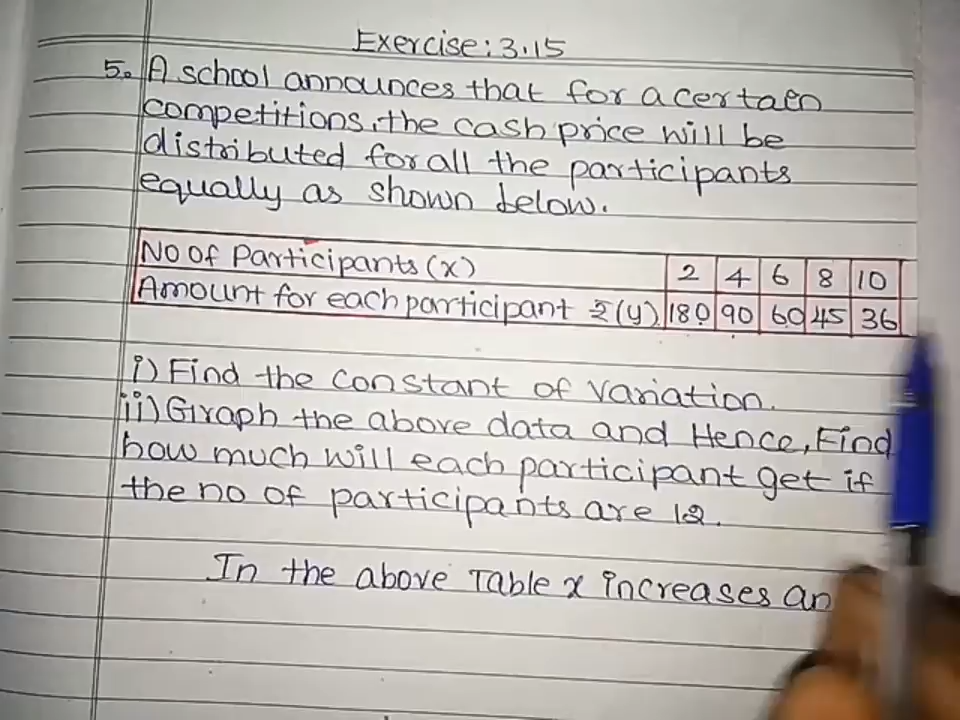 Exercise: 3.15
5. A school announces that for a certain
competitions, the cash price will be
distributed for all the participants
equally as shown below.
No of Participants (x) 2 4 6 8 10
Amount for each participant ₹ (y) 180 90 60 45 36
i) Find the constant of variation.
ii) Graph the above data and Hence, Find
how much will each participant get if
the no of participants are 12.
In the above Table x increases an